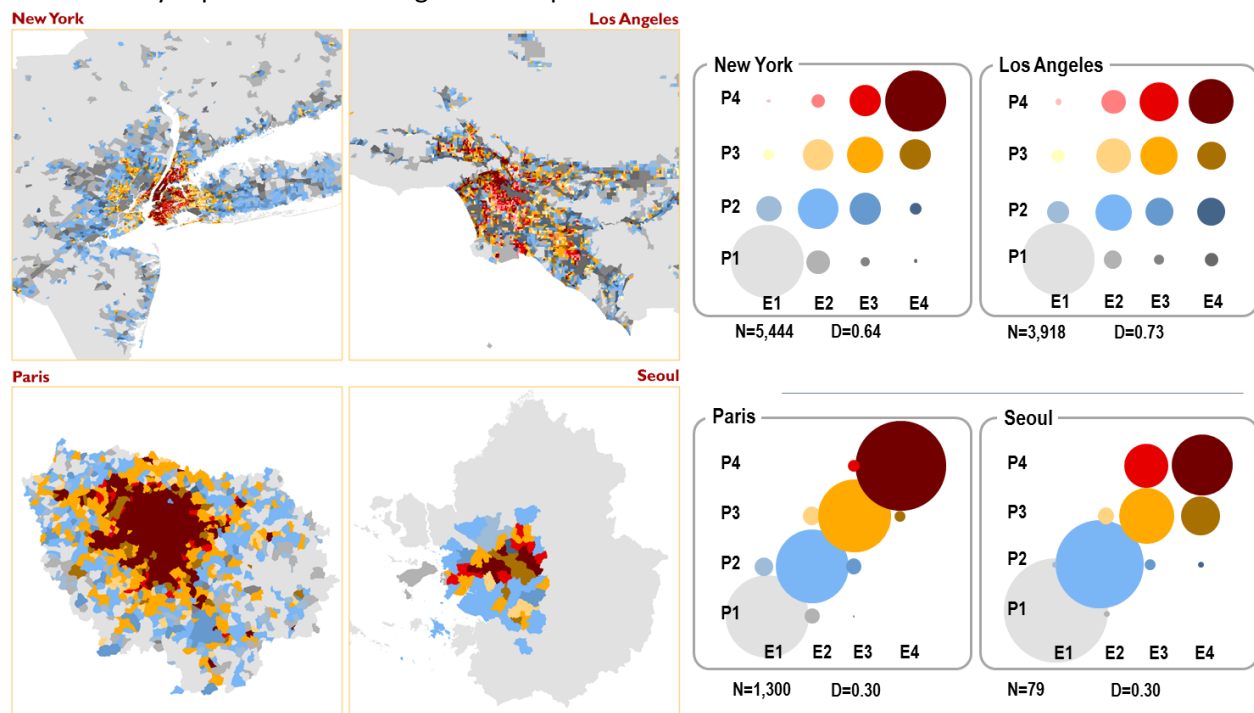 New York
Los Angeles
Paris
Seoul
New York
P4
P3
P2
P1
E1 E2 E3 E4
N=5,444 D=0.64
Los Angeles
P4
P3
P2
P1
E1 E2 E3 E4
N=3,918 D=0.73
Paris
P4
P3
P2
P1
E1 E2 E3 E4
N=1,300 D=0.30
Seoul
P4
P3
P2
P1
E1 E2 E3 E4
N=79 D=0.30